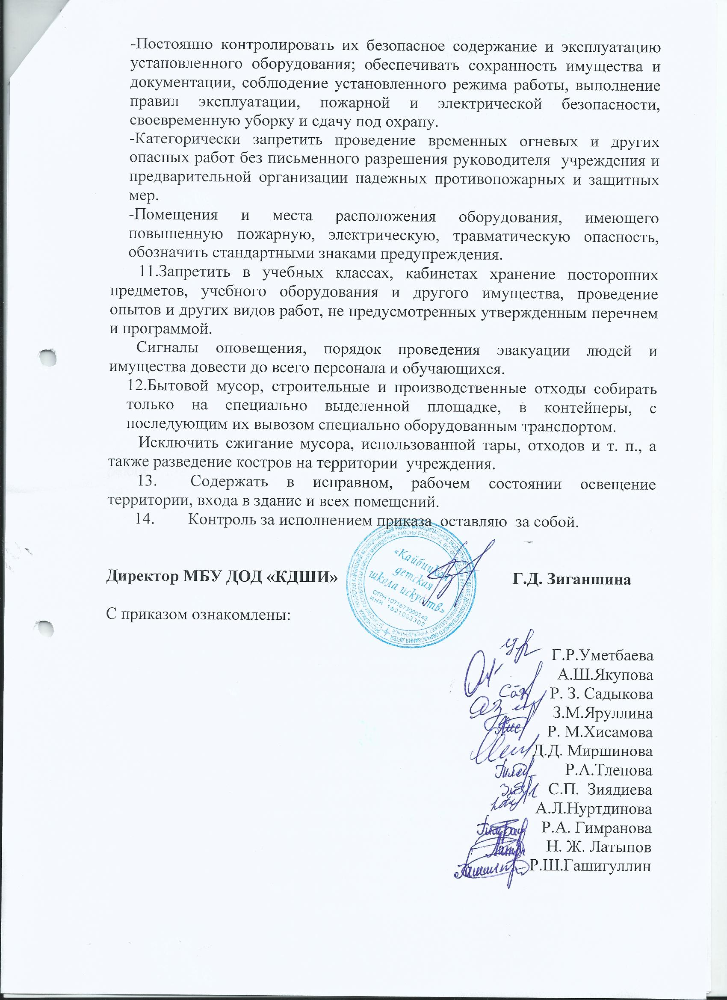 -Постоянно контролировать их безопасное содержание и эксплуатацию
установленного оборудования; обеспечивать сохранность имущества и
документации, соблюдение установленного режима работы, выполнение
правил эксплуатации, пожарной и электрической безопасности,
своевременную уборку и сдачу под охрану.
-Категорически запретить проведение временных огневых и других
опасных работ без письменного разрешения руководителя учреждения и
предварительной организации надежных противопожарных и защитных
мер.
-Помещения и места расположения оборудования, имеющего
повышенную пожарную, электрическую, травматическую опасность,
обозначить стандартными знаками предупреждения.
11.Запретить в учебных классах, кабинетах хранение посторонних
предметов, учебного оборудования и другого имущества, проведение
опытов и других видов работ, не предусмотренных утвержденным перечнем
и программой.
Сигналы оповещения, порядок проведения эвакуации людей и
имущества довести до всего персонала и обучающихся.
12.Бытовой мусор, строительные и производственные отходы собирать
только на специально выделенной площадке, в контейнеры, с
последующим их вывозом специально оборудованным транспортом.
Исключить сжигание мусора, использованной тары, отходов и т. п., а
также разведение костров на территории учреждения.
13. Содержать в исправном, рабочем состоянии освещение
территории, входа в здание и всех помещений.
14. Контроль за исполнением приказа оставляю за собой.
«Кайбицкая
детская
школа искусств»
ОГРН 1071673000343
ИНН 1621003302
Директор МБУ ДОД «КДШИ» Г.Д. Зиганшина
С приказом ознакомлены:
Г.Р.Уметбаева
А.Ш.Якупова
Р. З. Садыкова
З.М.Яруллина
Р. М.Хисамова
Д.Д. Миршинова
Р.А.Тлепова
С.П. Зиядиева
А.Л.Нуртдинова
Р.А. Гимранова
Н. Ж. Латыпов
Р.Ш.Гашигуллин